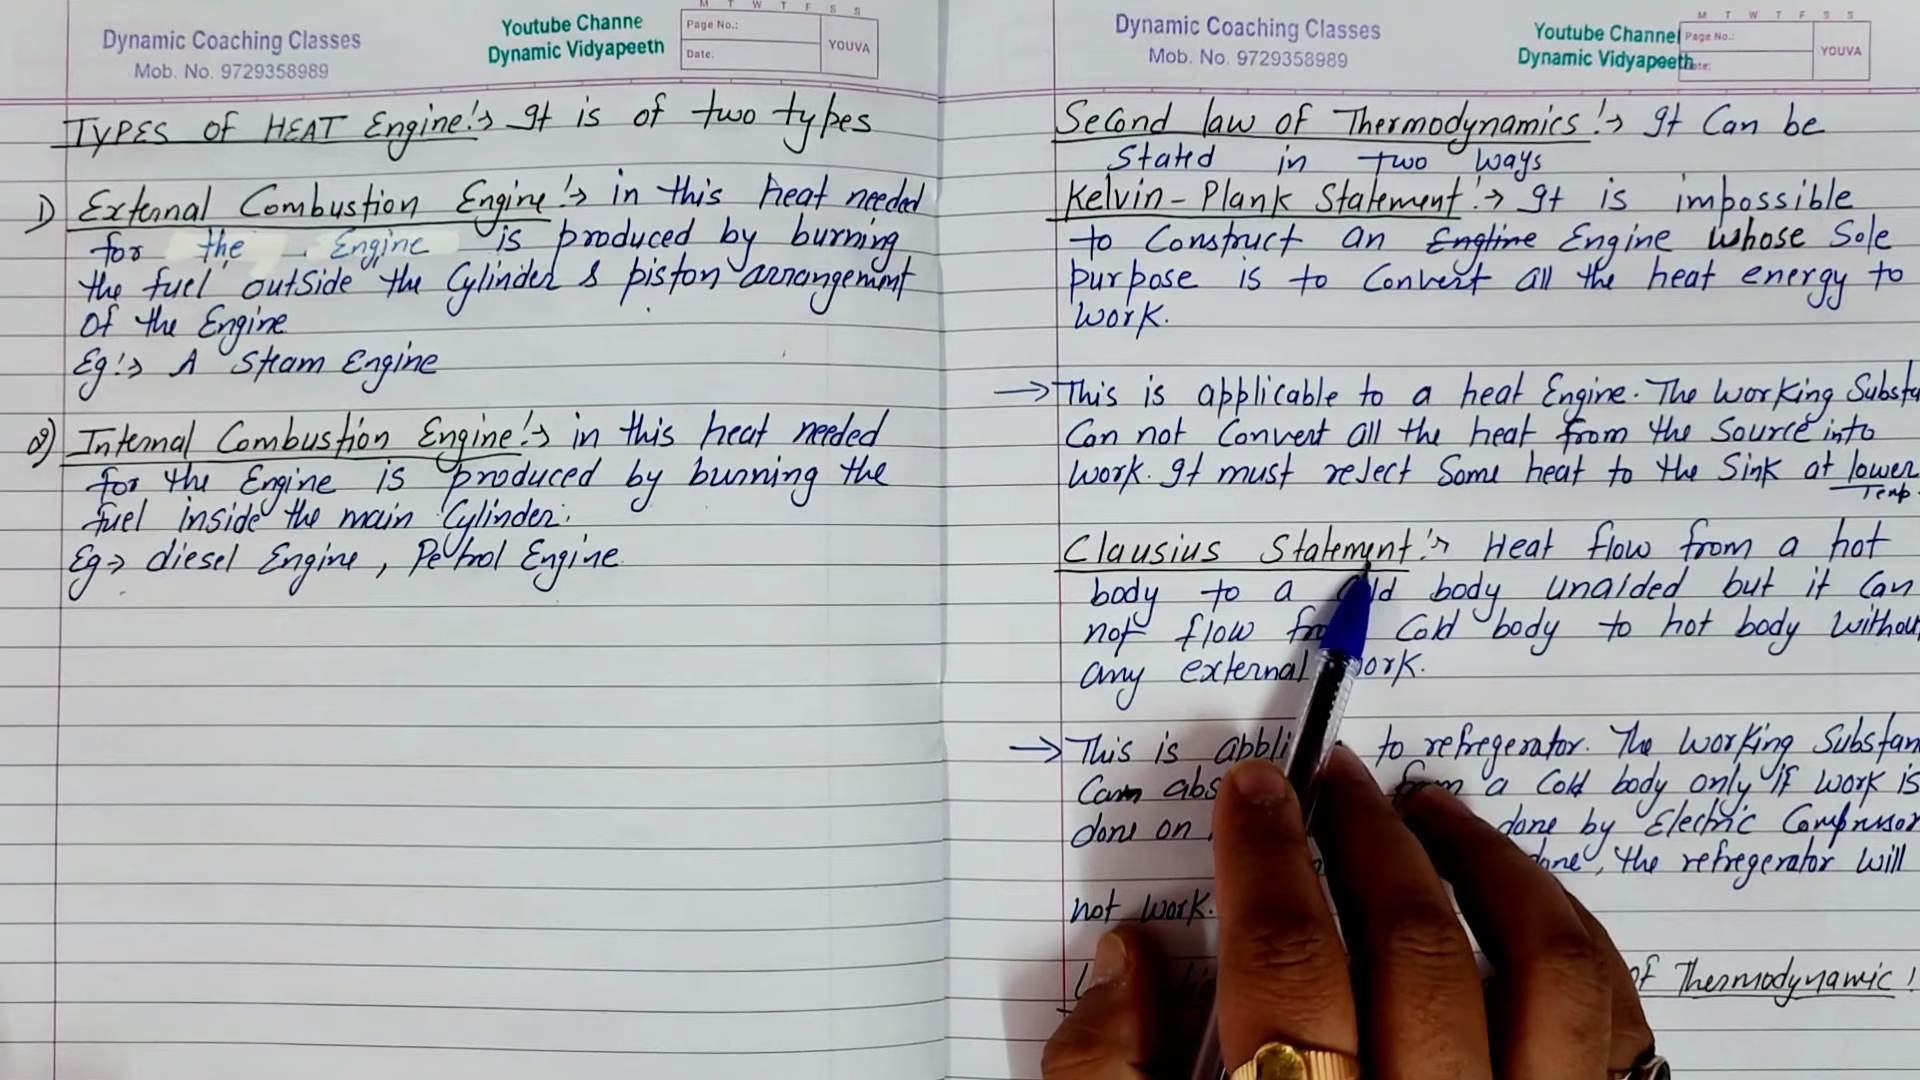 Dynamic Coaching Classes
Mob. No. 9729358989
Youtube Channe
Dynamic Vidyapeeth
M T W T F S S
Page No.:
Date:
YOUVA
TYPES OF HEAT Engine:→ It is of two types
1) External Combustion Engine:→ in this heat needed
for the Engine is produced by burning
the fuel outside the Cylinder & piston arrangement
Of the Engine
Eg:→ A Steam Engine
2) Internal Combustion Engine:→ in this heat needed
for the Engine is produced by burning the
fuel inside the main Cylinder.
Eg→ diesel Engine, Petrol Engine
Dynamic Coaching Classes
Mob. No. 9729358989
Youtube Channel
Dynamic Vidyapeeth
M T W T F S S
Page No.:
YOUVA
Second law of Thermodynamics:→ It Can be
Stated in two ways
Kelvin-Plank Statement:→ It is impossible
to Construct an Engtine Engine whose Sole
purpose is to Convert all the heat energy to
work.
→ This is applicable to a heat Engine. The Working Substa
Can not Convert all the heat from the Source into
work. It must reject Some heat to the Sink at lower
Temp.
Clausius Statement:→ Heat flow from a hot
body to a body unaided but it Can
not flow Cold body to hot body Withou
any external work.
→ This is to refregerator. The Working Substan
Can from a Cold body only if work is
done on done by Electric Compressor
done, the refregerator will
not work.
of Thermodynamic: